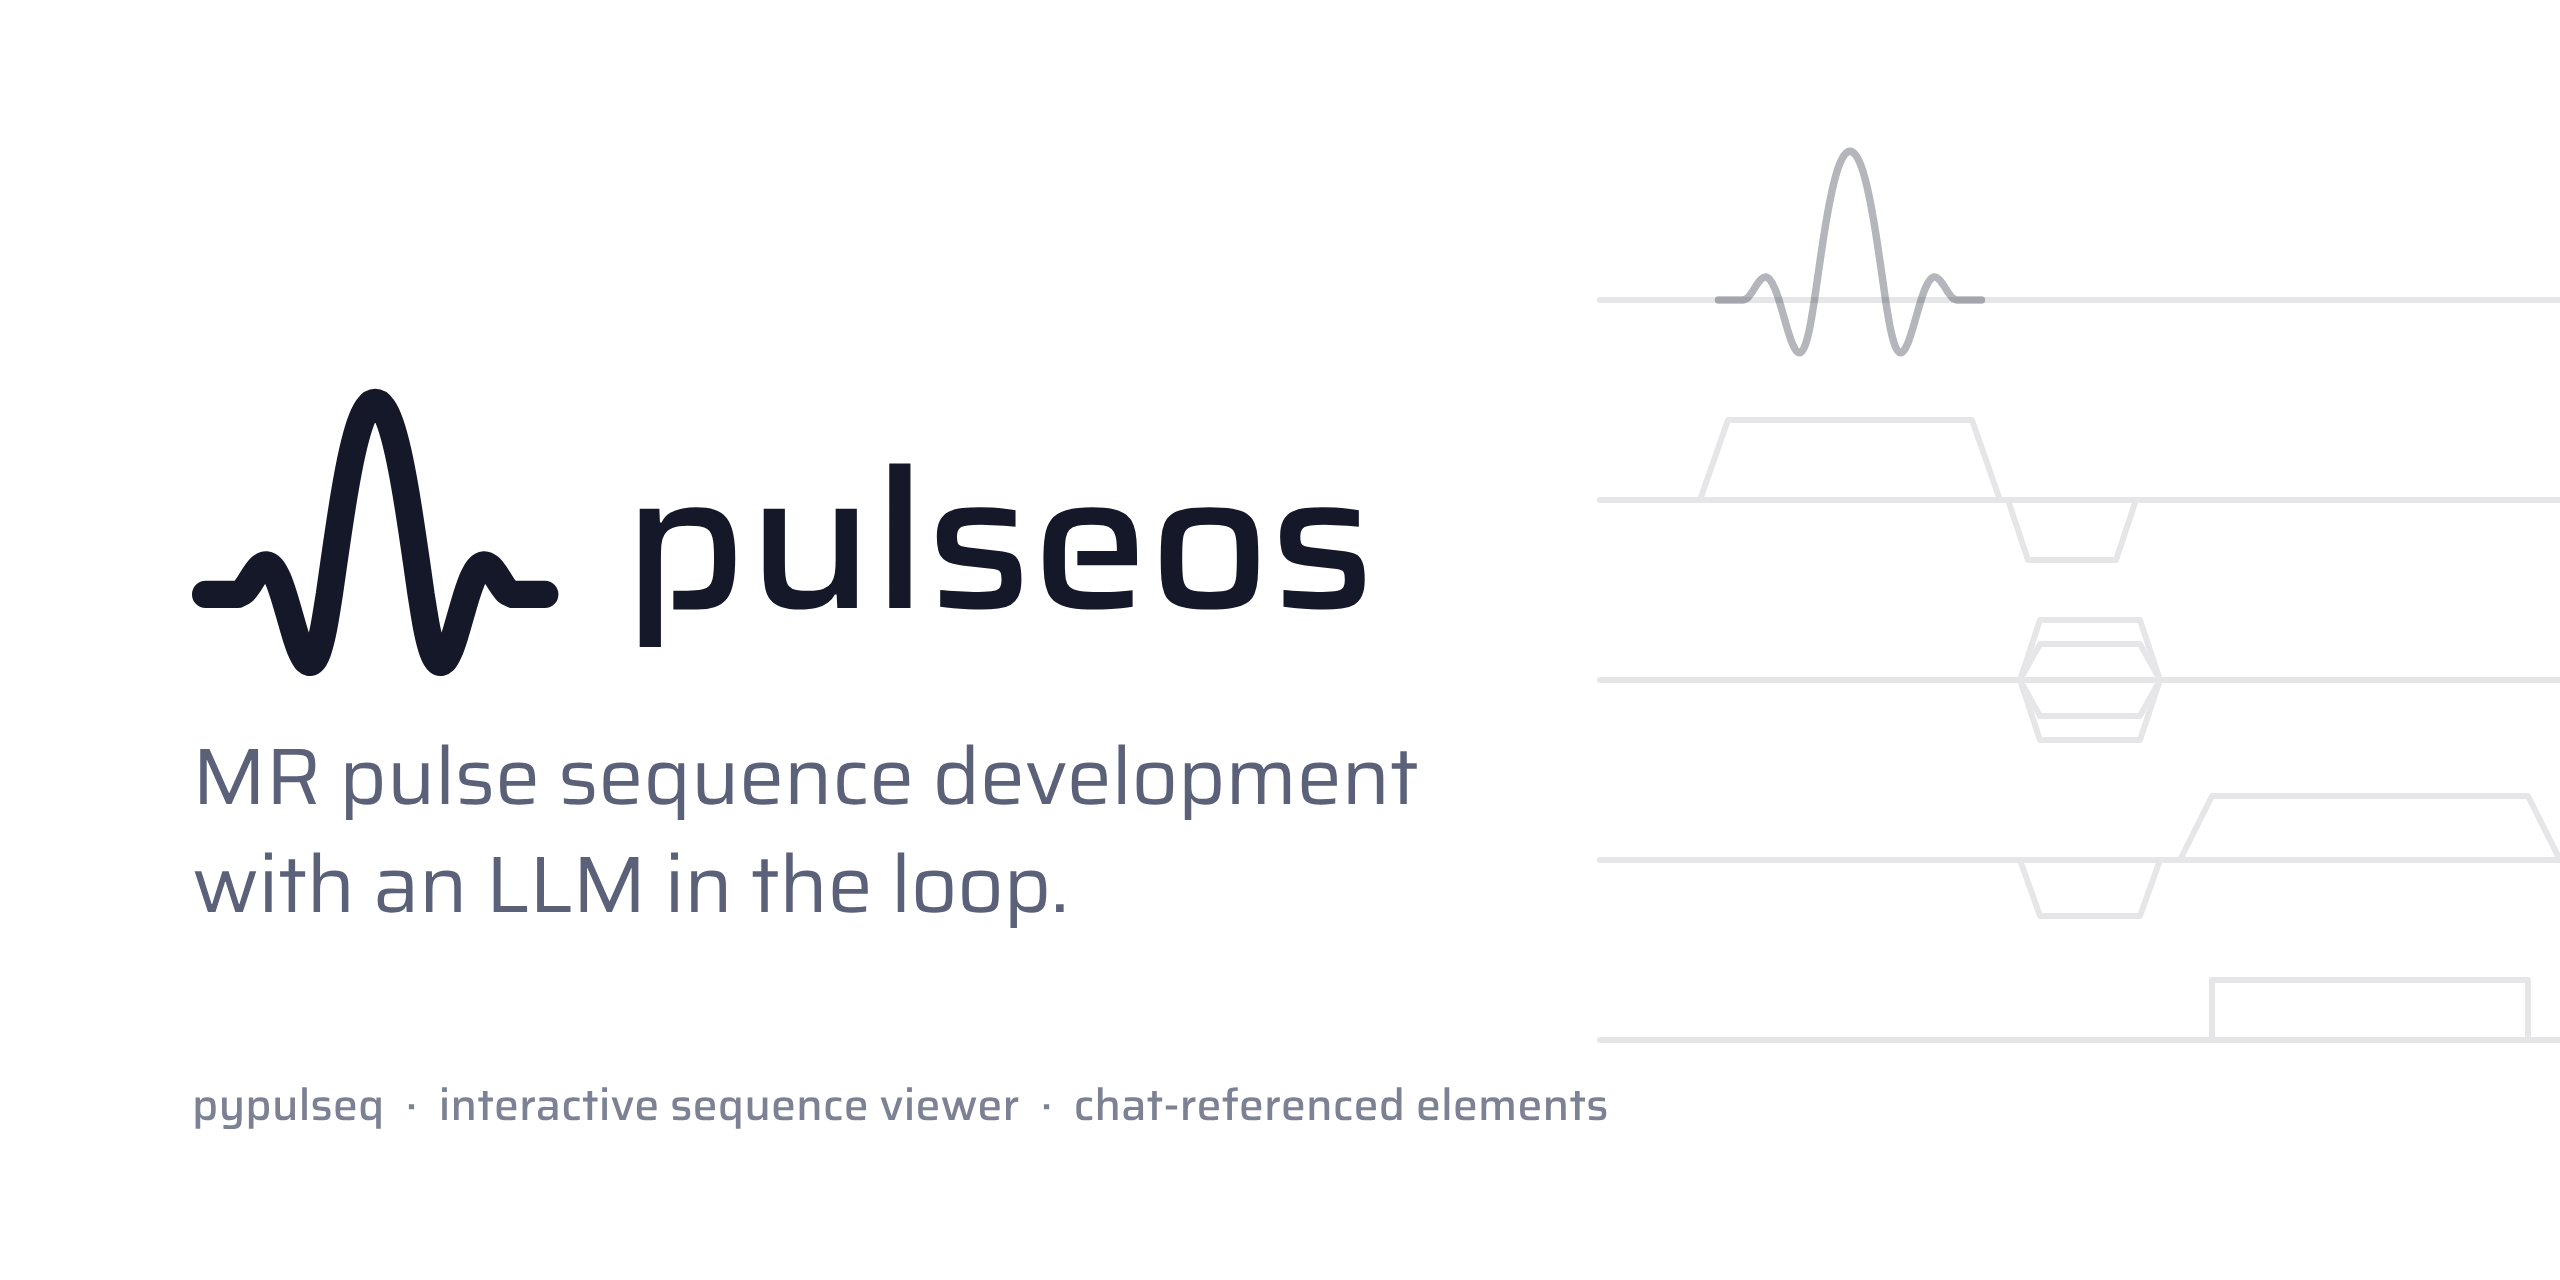 pulseos
MR pulse sequence development
with an LLM in the loop.
pypulseq · interactive sequence viewer · chat-referenced elements